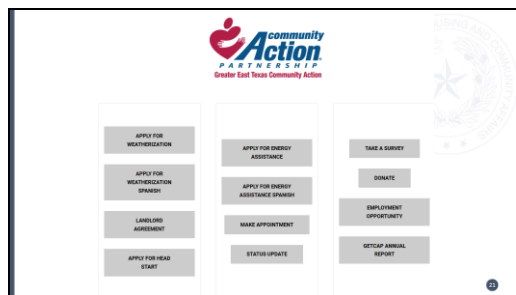 community
Action
PARTNERSHIP
Greater East Texas Community Action
APPLY FOR
WEATHERIZATION
APPLY FOR
WEATHERIZATION
SPANISH
LANDLORD
AGREEMENT
APPLY FOR HEAD
START
APPLY FOR ENERGY
ASSISTANCE
APPLY FOR ENERGY
ASSISTANCE SPANISH
MAKE APPOINTMENT
STATUS UPDATE
TAKE A SURVEY
DONATE
EMPLOYMENT
OPPORTUNITY
GETCAP ANNUAL
REPORT
21